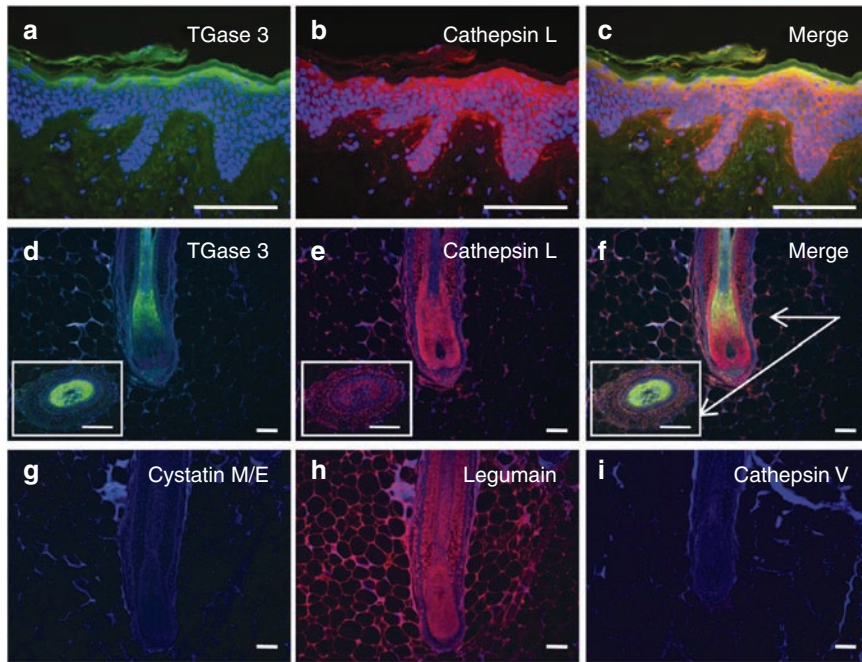 a TGase 3
b Cathepsin L
c Merge
d TGase 3
e Cathepsin L
f Merge
g Cystatin M/E
h Legumain
i Cathepsin V